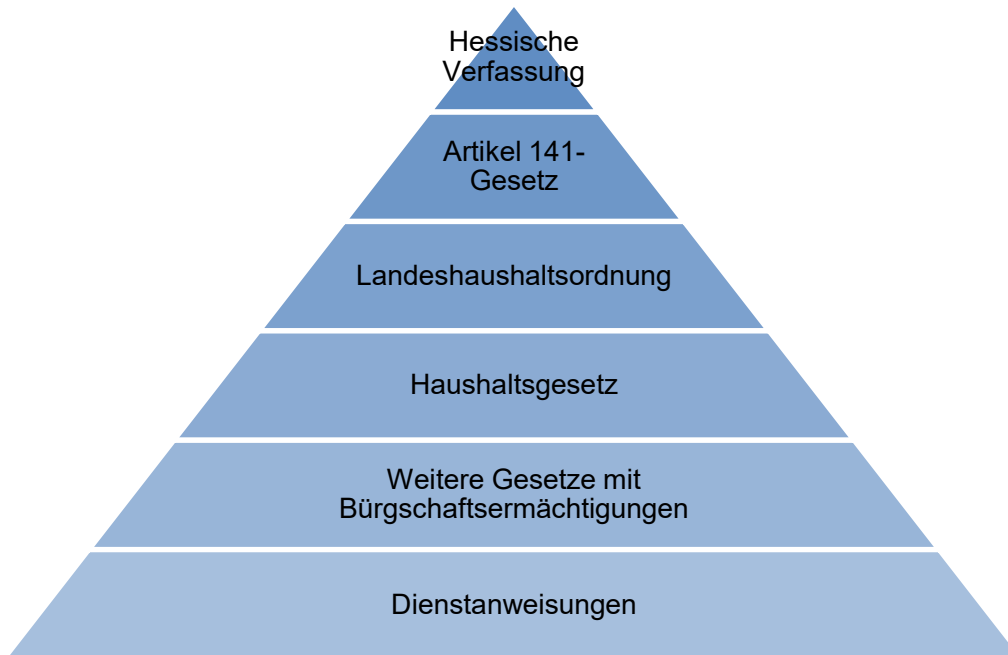 Hessische
Verfassung
Artikel 141-
Gesetz
Landeshaushaltsordnung
Haushaltsgesetz
Weitere Gesetze mit
Bürgschaftsermächtigungen
Dienstanweisungen